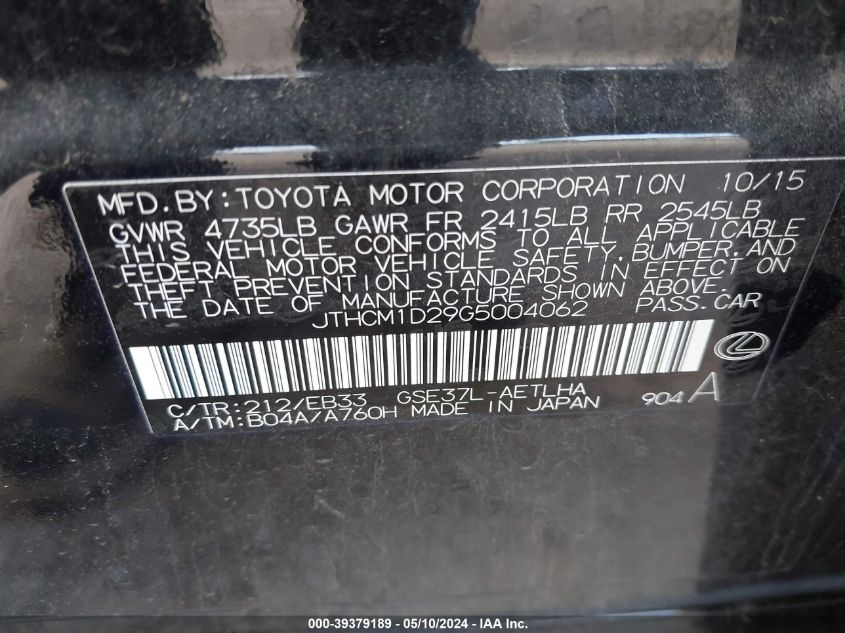 MFD.BY:TOYOTA MOTOR CORPORATION 10/15
GVWR 4735LB GAWR FR 2415LB RR 2545LB
THIS VEHICLE CONFORMS TO ALL APPLICABLE
FEDERAL MOTOR VEHICLE SAFETY,BUMPER,AND
THEFT PREVENTION STANDARDS IN EFFECT ON
THE DATE OF MANUFACTURE SHOWN ABOVE.
JTHCM1D29G5004062 PASS.CAR
C/TR:212/EB33 GSE37L-AETLHA
A/TM:B04A/A760H MADE IN JAPAN 904A
000-39379189 - 05/10/2024 - IAA Inc.